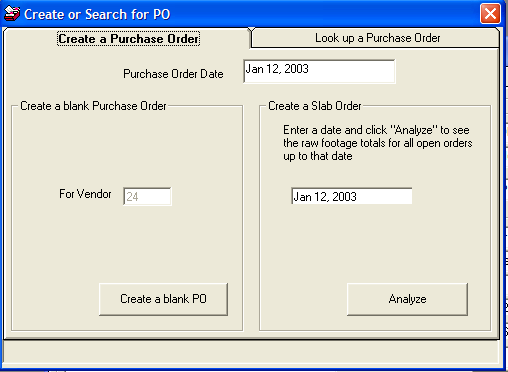 Create or Search for PO
Create a Purchase Order
Look up a Purchase Order
Purchase Order Date
Jan 12, 2003
Create a blank Purchase Order
For Vendor
24
Create a blank PO
Create a Slab Order
Enter a date and click "Analyze" to see
the raw footage totals for all open orders
up to that date
Jan 12, 2003
Analyze